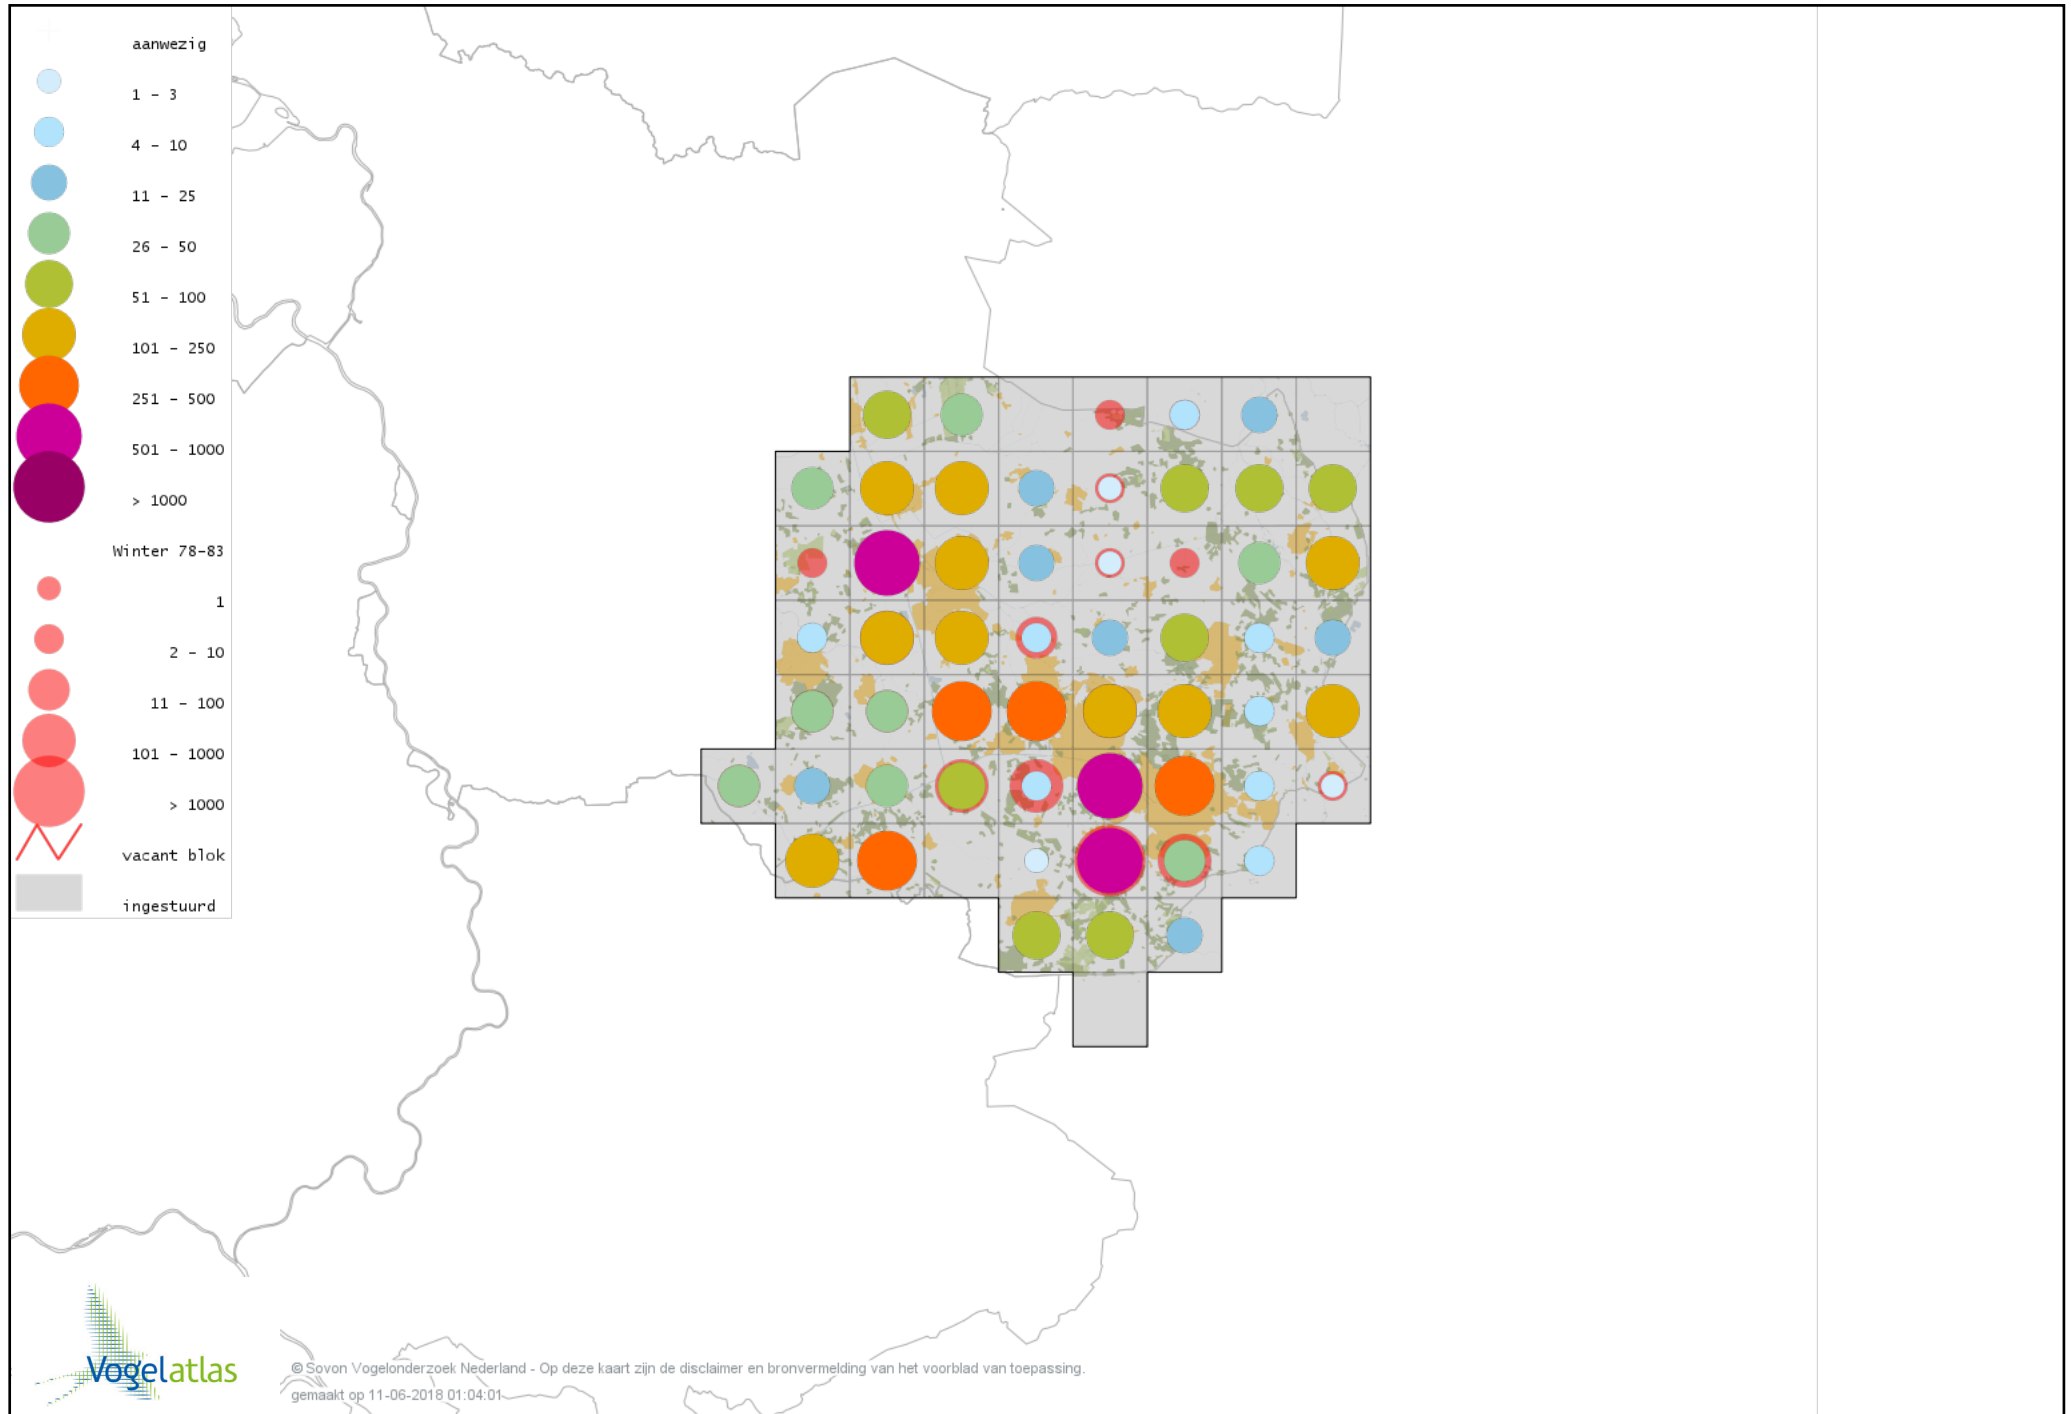 aanwezig
1 - 3
4 - 10
11 - 25
26 - 50
51 - 100
101 - 250
251 - 500
501 - 1000
> 1000
Winter 78-83
1
2 - 10
11 - 100
101 - 1000
> 1000
vacant blok
ingestuurd
Vogelatlas
© Sovon Vogelonderzoek Nederland - Op deze kaart zijn de disclaimer en bronvermelding van het voorblad van toepassing.
gemaakt op 11-06-2018 01:04:01